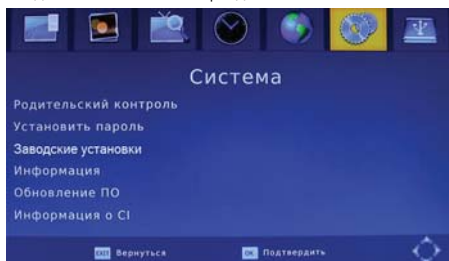 Система
Родительский контроль
Установить пароль
Заводские установки
Информация
Обновление ПО
Информация о CI
EXIT Вернуться OK Подтвердить